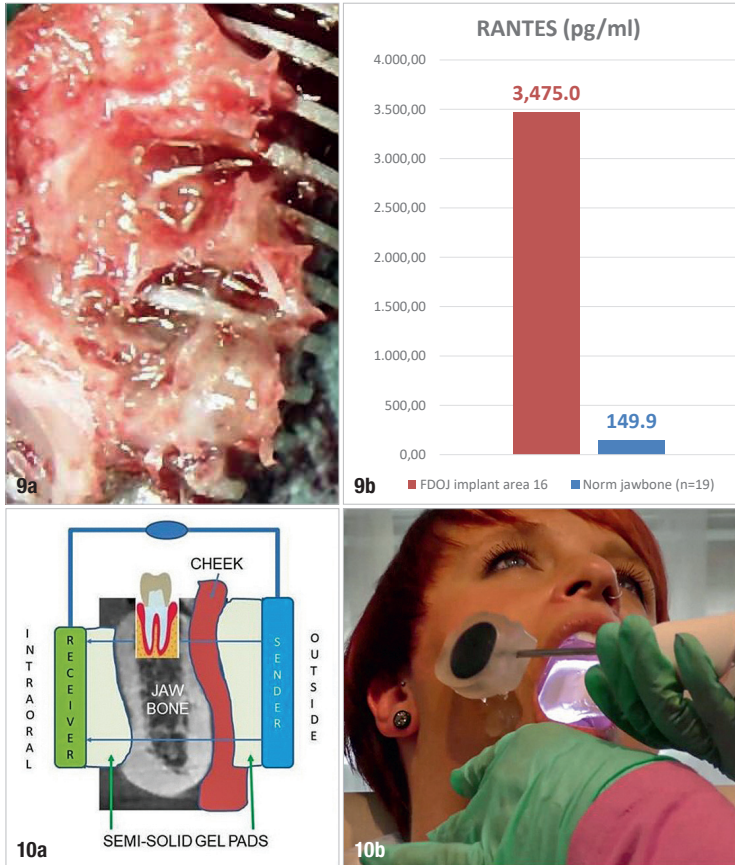 9a
RANTES (pg/ml)
4.000,00
3.500,00
3.000,00
2.500,00
2.000,00
1.500,00
1.000,00
500,00
0,00
3,475.0
149.9
FDOJ implant area 16
Norm jawbone (n=19)
9b
CHEEK
INTRAORAL
RECEIVER
JAW
BONE
SENDER
OUTSIDE
SEMI-SOLID GEL PADS
10a
10b